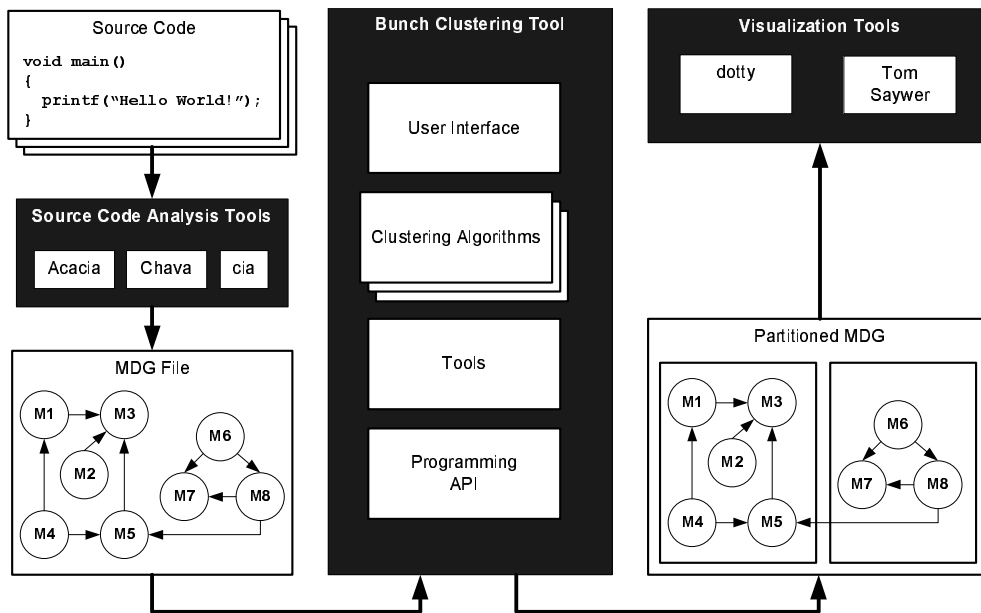 Source Code
void main()
{
printf(“Hello World!”);
}
Source Code Analysis Tools
Acacia
Chava
cia
MDG File
M1
M3
M2
M6
M7
M8
M4
M5
Bunch Clustering Tool
User Interface
Clustering Algorithms
Tools
Programming
API
Visualization Tools
dotty
Tom
Saywer
Partitioned MDG
M1
M3
M2
M6
M7
M8
M4
M5